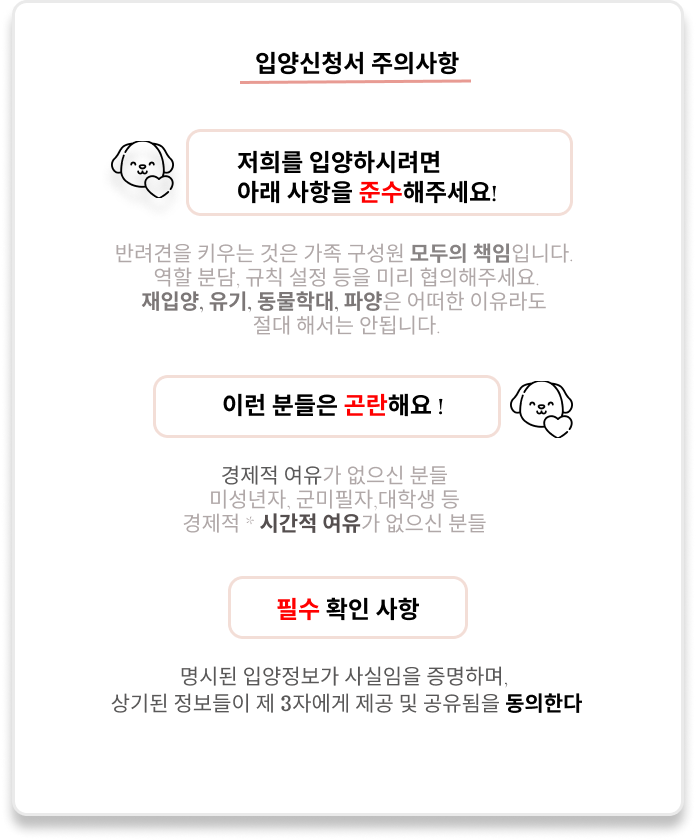 입양신청서 주의사항
저희를 입양하시려면
아래 사항을 준수해주세요!
반려견을 키우는 것은 가족 구성원 모두의 책임입니다.
역할 분담, 규칙 설정 등을 미리 협의해주세요.
재입양, 유기, 동물학대, 파양은 어떠한 이유라도
절대 해서는 안됩니다.
이런 분들은 곤란해요 !
경제적 여유가 없으신 분들
미성년자, 군미필자,대학생 등
경제적 * 시간적 여유가 없으신 분들
필수 확인 사항
명시된 입양정보가 사실임을 증명하며,
상기된 정보들이 제 3자에게 제공 및 공유됨을 동의한다